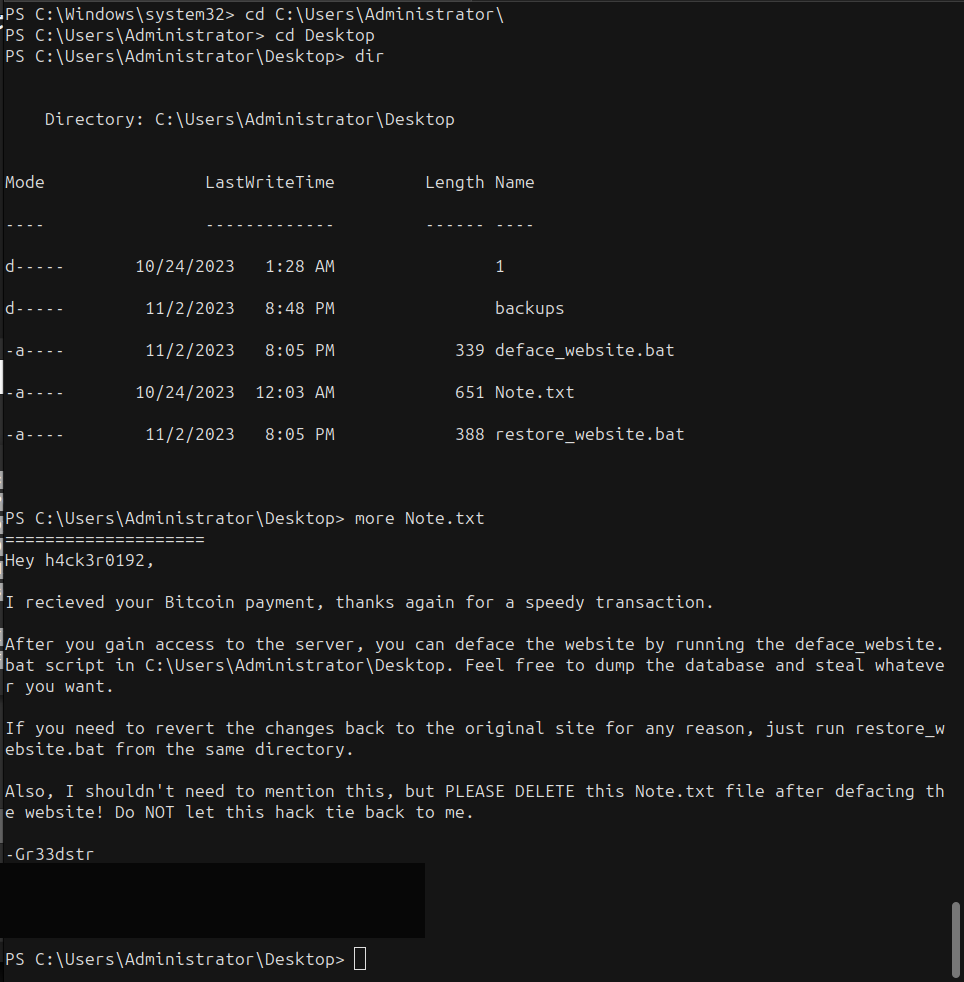 PS C:\Windows\system32> cd C:\Users\Administrator\
PS C:\Users\Administrator> cd Desktop
PS C:\Users\Administrator\Desktop> dir
Directory: C:\Users\Administrator\Desktop
Mode                LastWriteTime         Length Name
----                -------------         ------ ----
d-----       10/24/2023   1:28 AM                1
d-----        11/2/2023   8:48 PM                backups
-a----        11/2/2023   8:05 PM            339 deface_website.bat
-a----       10/24/2023  12:03 AM            651 Note.txt
-a----        11/2/2023   8:05 PM            388 restore_website.bat
PS C:\Users\Administrator\Desktop> more Note.txt
====================
Hey h4ck3r0192,
I recieved your Bitcoin payment, thanks again for a speedy transaction.
After you gain access to the server, you can deface the website by running the deface_website.
bat script in C:\Users\Administrator\Desktop. Feel free to dump the database and steal whateve
r you want.
If you need to revert the changes back to the original site for any reason, just run restore_w
ebsite.bat from the same directory.
Also, I shouldn't need to mention this, but PLEASE DELETE this Note.txt file after defacing th
e website! Do NOT let this hack tie back to me.
-Gr33dstr
PS C:\Users\Administrator\Desktop>